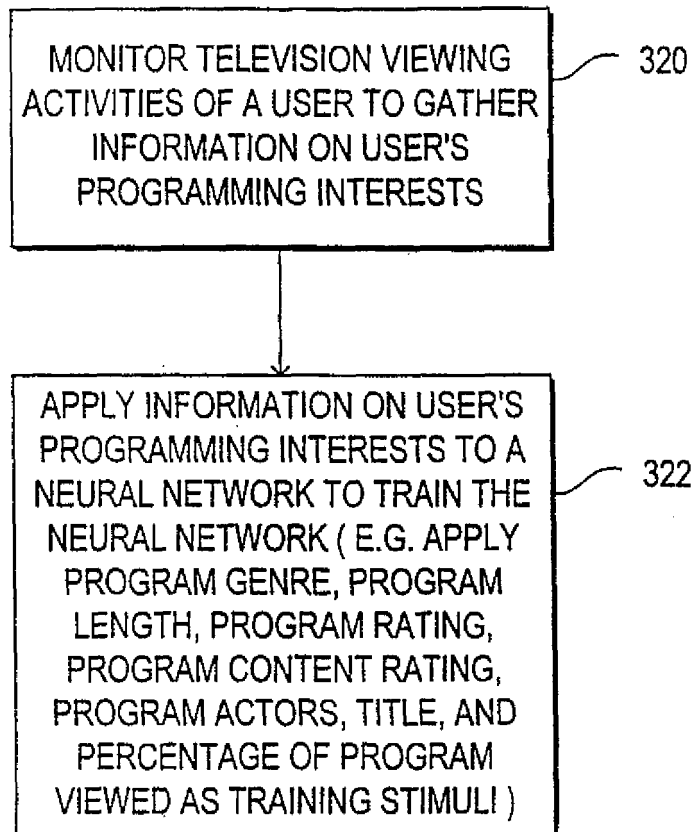 MONITOR TELEVISION VIEWING
ACTIVITIES OF A USER TO GATHER
INFORMATION ON USER'S
PROGRAMMING INTERESTS
320
APPLY INFORMATION ON USER'S
PROGRAMMING INTERESTS TO A
NEURAL NETWORK TO TRAIN THE
NEURAL NETWORK ( E.G. APPLY
PROGRAM GENRE, PROGRAM
LENGTH, PROGRAM RATING,
PROGRAM CONTENT RATING,
PROGRAM ACTORS, TITLE, AND
PERCENTAGE OF PROGRAM
VIEWED AS TRAINING STIMULI )
322